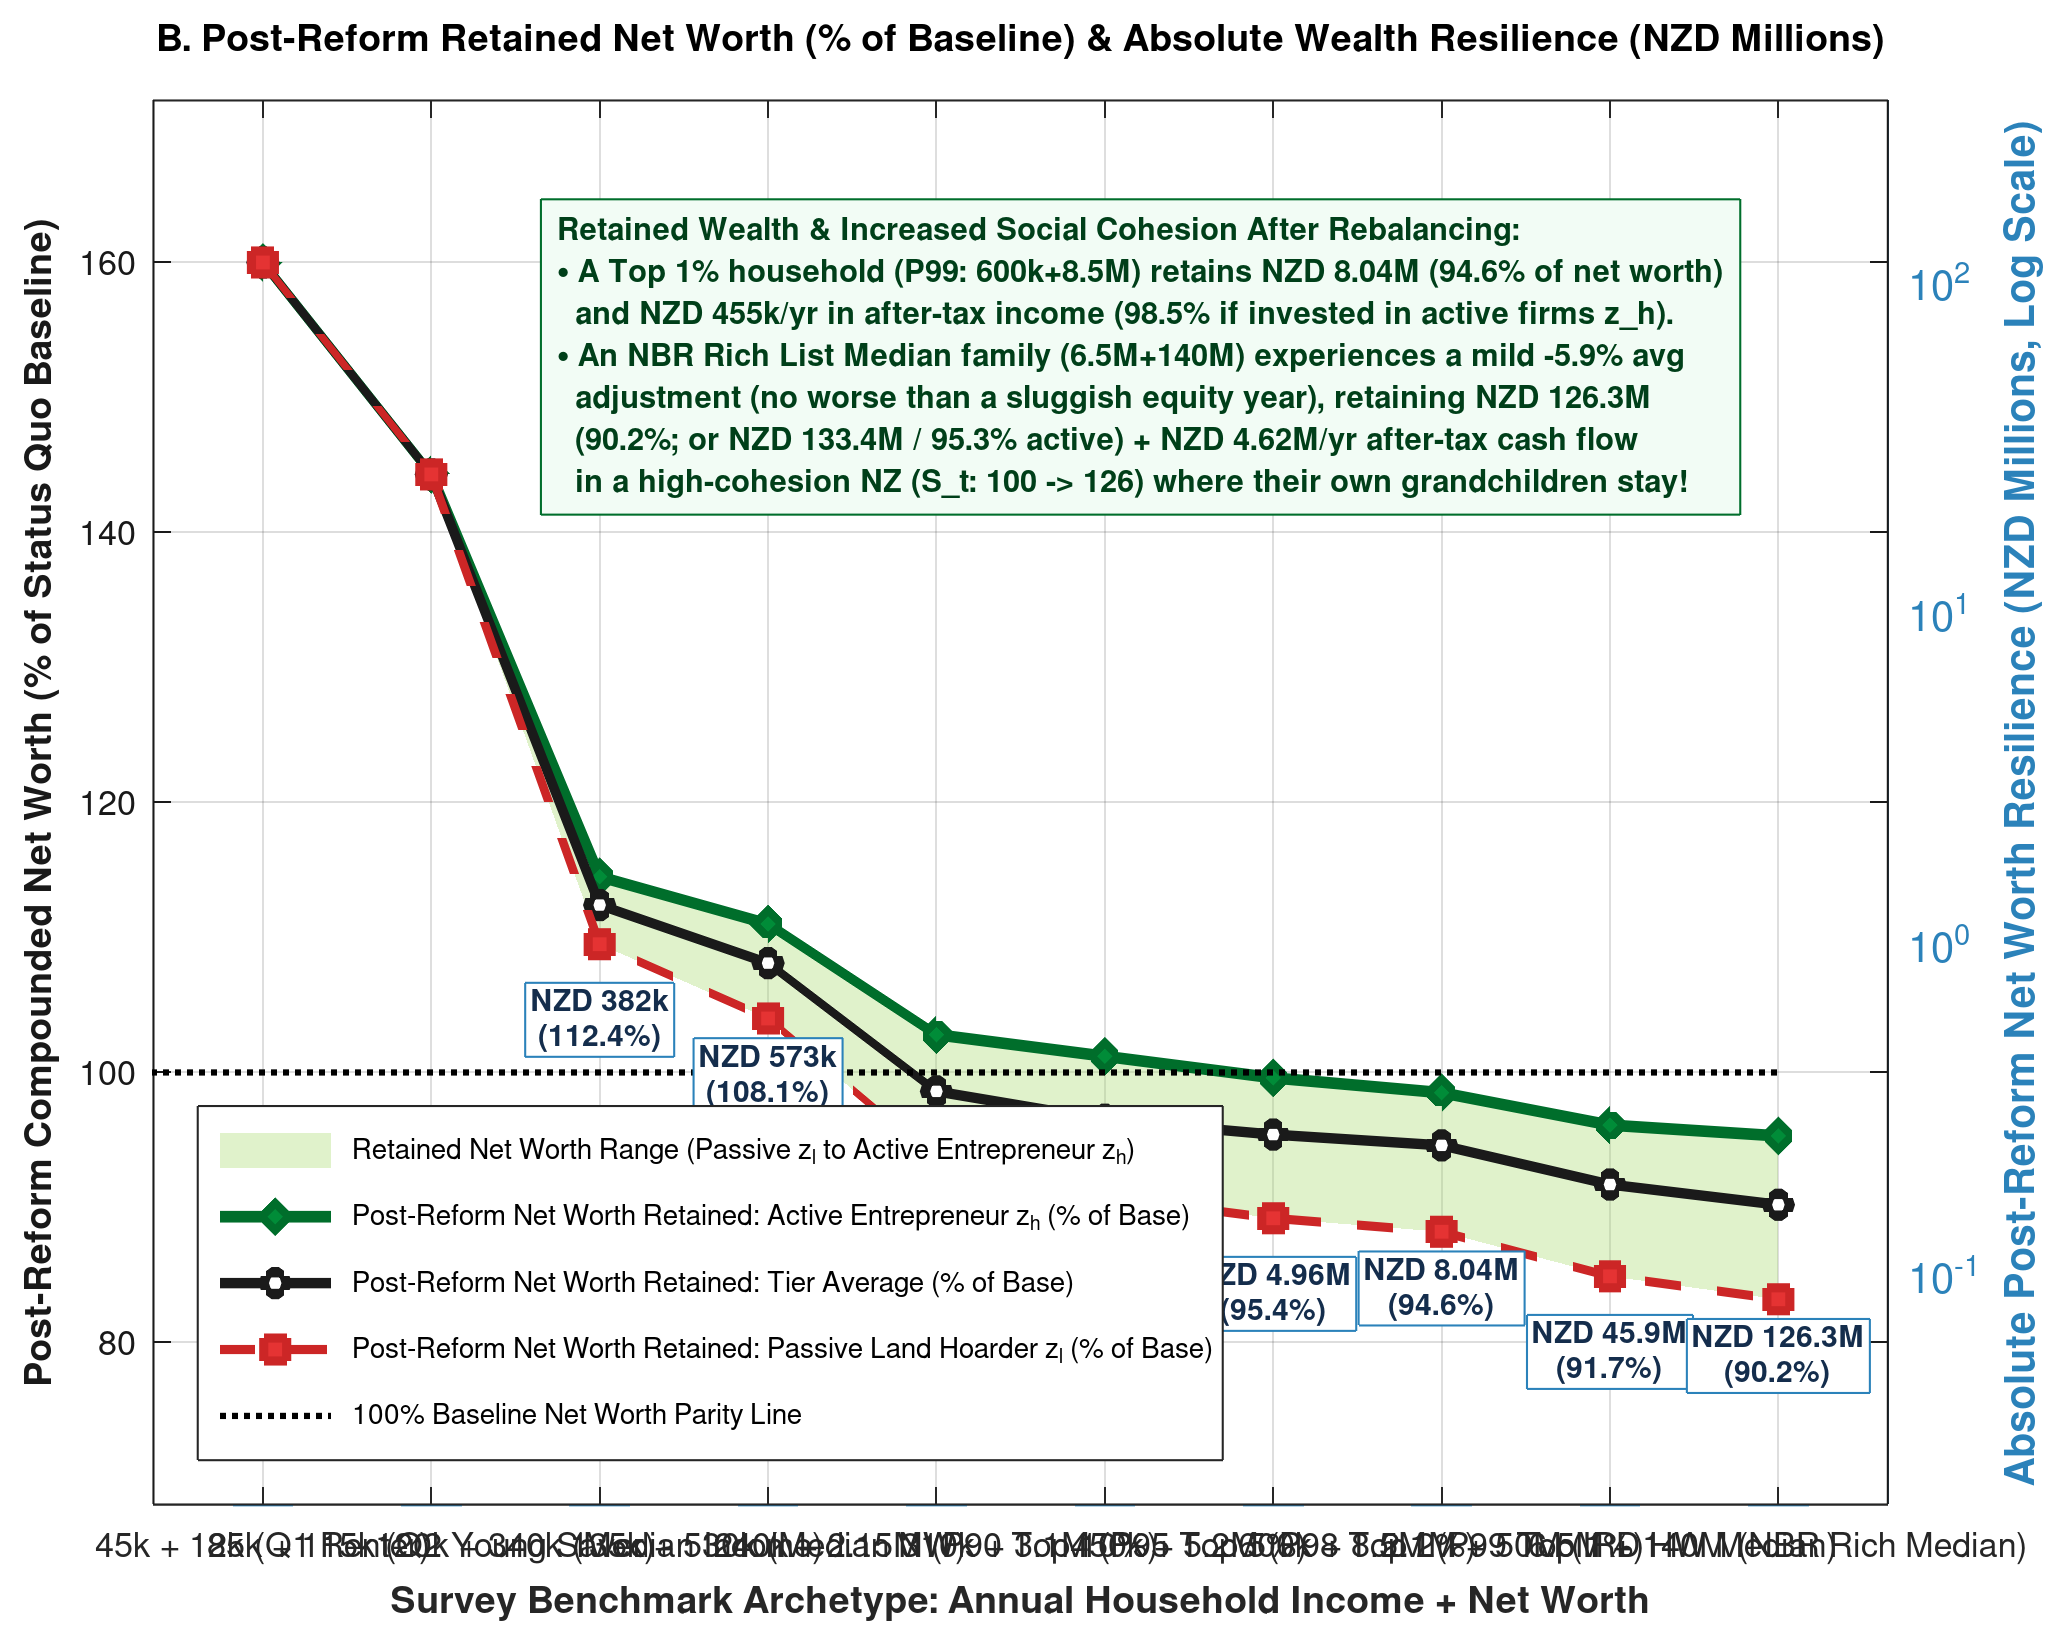 B. Post-Reform Retained Net Worth (% of Baseline) & Absolute Wealth Resilience (NZD Millions)
Post-Reform Compounded Net Worth (% of Status Quo Baseline)
160
140
120
100
80
Retained Wealth & Increased Social Cohesion After Rebalancing:
• A Top 1% household (P99: 600k+8.5M) retains NZD 8.04M (94.6% of net worth)
and NZD 455k/yr in after-tax income (98.5% if invested in active firms z_h).
• An NBR Rich List Median family (6.5M+140M) experiences a mild -5.9% avg
adjustment (no worse than a sluggish equity year), retaining NZD 126.3M
(90.2%; or NZD 133.4M / 95.3% active) + NZD 4.62M/yr after-tax cash flow
in a high-cohesion NZ (S_t: 100 -> 126) where their own grandchildren stay!
NZD 382k
(112.4%)
NZD 573k
(108.1%)
ZD 4.96M
(95.4%)
NZD 8.04M
(94.6%)
NZD 45.9M
(91.7%)
NZD 126.3M
(90.2%)
Retained Net Worth Range (Passive zl to Active Entrepreneur zh)
Post-Reform Net Worth Retained: Active Entrepreneur zh (% of Base)
Post-Reform Net Worth Retained: Tier Average (% of Base)
Post-Reform Net Worth Retained: Passive Land Hoarder zl (% of Base)
100% Baseline Net Worth Parity Line
10²
10¹
10⁰
10⁻¹
Absolute Post-Reform Net Worth Resilience (NZD Millions, Log Scale)
45k + Rich Median)
Survey Benchmark Archetype: Annual Household Income + Net Worth